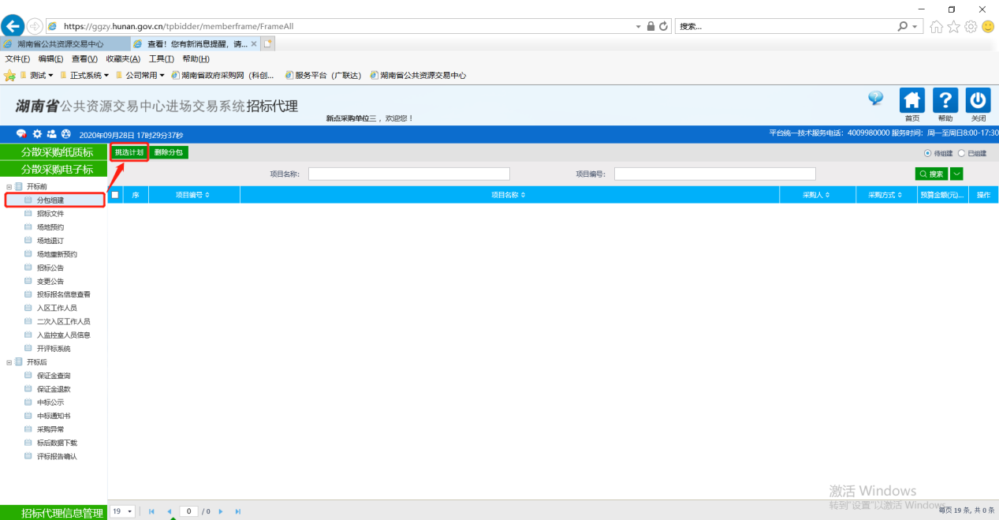 https://ggzy.hunan.gov.cn/tpbidder/memberframe/FrameAll
搜索...
湖南省公共资源交易中心
查看！您有新消息提醒，请...
文件(F) 编辑(E) 查看(V) 收藏夹(A) 工具(T) 帮助(H)
测试 正式系统 公司常用 湖南省政府采购网（科创... 服务平台（广联达） 湖南省公共资源交易中心
湖南省公共资源交易中心进场交易系统招标代理
新点采购单位三，欢迎您！
首页 帮助 关闭
2020年09月28日 17时29分37秒
平台统一技术服务电话：4009980000 服务时间：周一至周日8:00-17:30
分散采购纸质标
挑选计划 删除分包
待组建 已组建
分散采购电子标
项目名称： 项目编号： 搜索
序 项目编号 项目名称 采购人 采购方式 预算金额(元)... 操作
开标前
分包组建
招标文件
场地预约
场地退订
场地重新预约
招标公告
变更公告
投标报名信息查看
入区工作人员
二次入区工作人员
入监控室人员信息
开评标系统
开标后
保证金查询
保证金退款
中标公示
中标通知书
采购异常
标后数据下载
评标报告确认
激活 Windows
转到"设置"以激活 Windows
招标代理信息管理
19 0 / 0
每页 19 条, 共 0 条